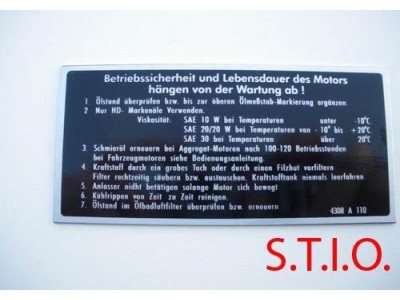 Betriebssicherheit und Lebensdauer des Motors
hängen von der Wartung ab !
1. Ölstand überprüfen bzw. bis zur oberen Ölmeßstab-Markierung ergänzen.
2 Nur HD- Markenöle Verwenden.
Viskosität: SAE 10 W bei Temperaturen unter -10°C
SAE 20/20 W bei Temperaturen von - 10° bis + 20°C
SAE 30 bei Temperaturen über 20°C
3. Schmieröl erneuern bei Aggregat-Motoren nach 100-120 Betriebsstunden
bei Fahrzeugmotoren siehe Bedienungsanleitung.
4. Kraftstoff durch ein grabes Tuch oder durch einen Filzhut vorfiltern
Filter rechtzeitig säubern bzw. austauschen. Kraftstofftank niemals leerfahren
5. Anlasser nidht betätigen solange Motor sich bewegt
6. Kühlrippen von Zeit zu Zeit reinigen.
7. Ölstand im Ölbadluftfilter überprüfen bzw. erneuern
4308 A 110
S.T.I.O.